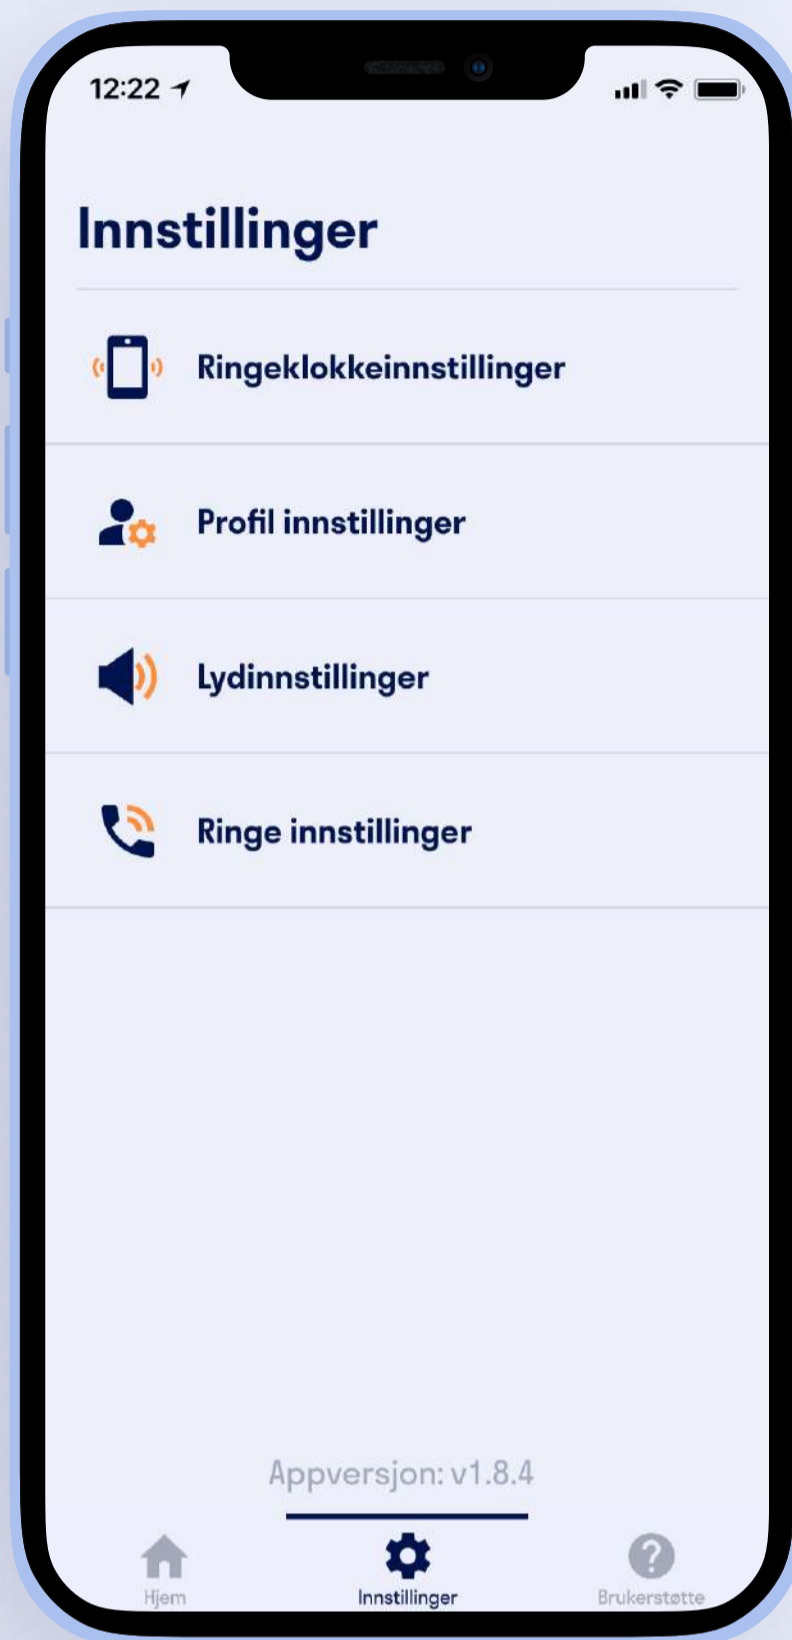 12:22
Innstillinger
Ringeklokkeinnstillinger
Profil innstillinger
Lydinnstillinger
Ringe innstillinger
Appversjon: v1.8.4
Hjem
Innstillinger
Brukerstøtte